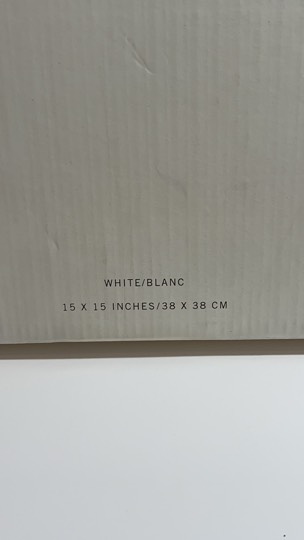 WHITE/BLANC
15 X 15 INCHES/38 X 38 CM